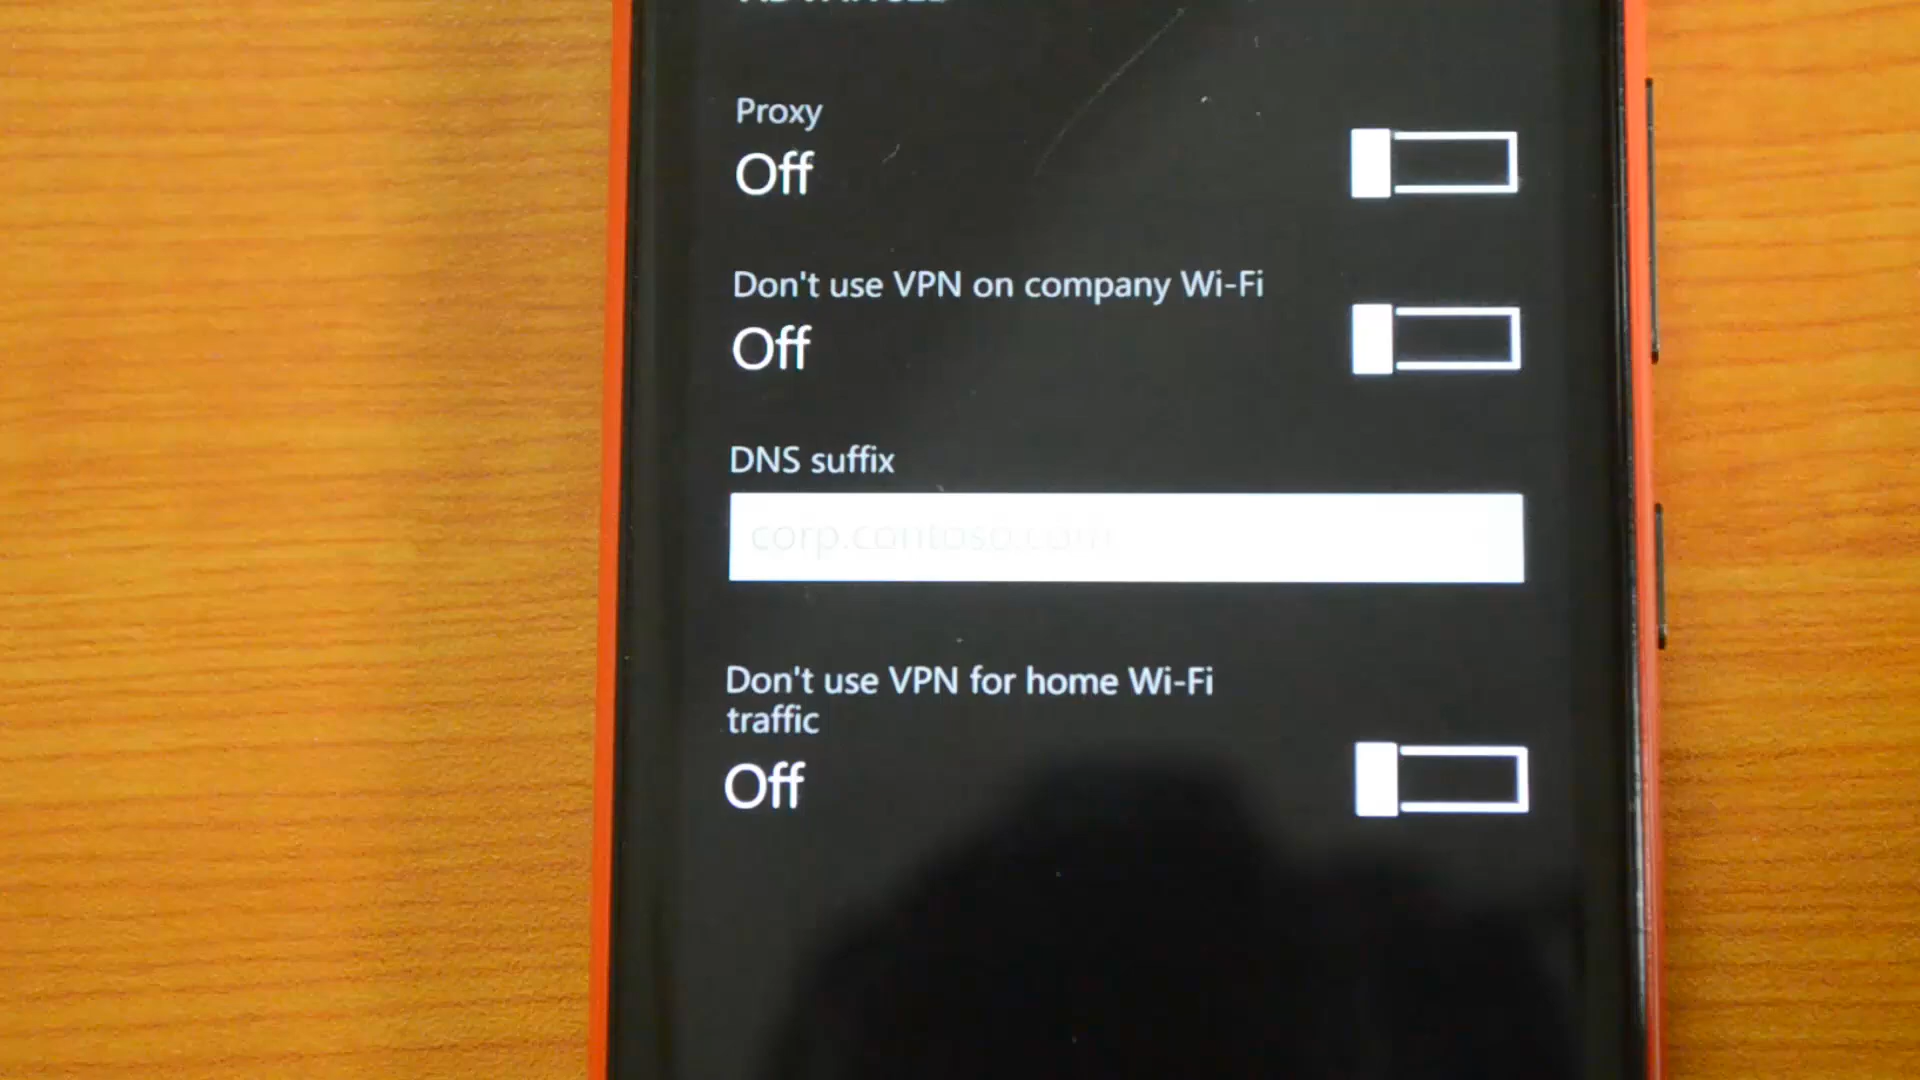 Proxy
Off
Don't use VPN on company Wi-Fi
Off
DNS suffix
corp.contoso.com
Don't use VPN for home Wi-Fi
traffic
Off